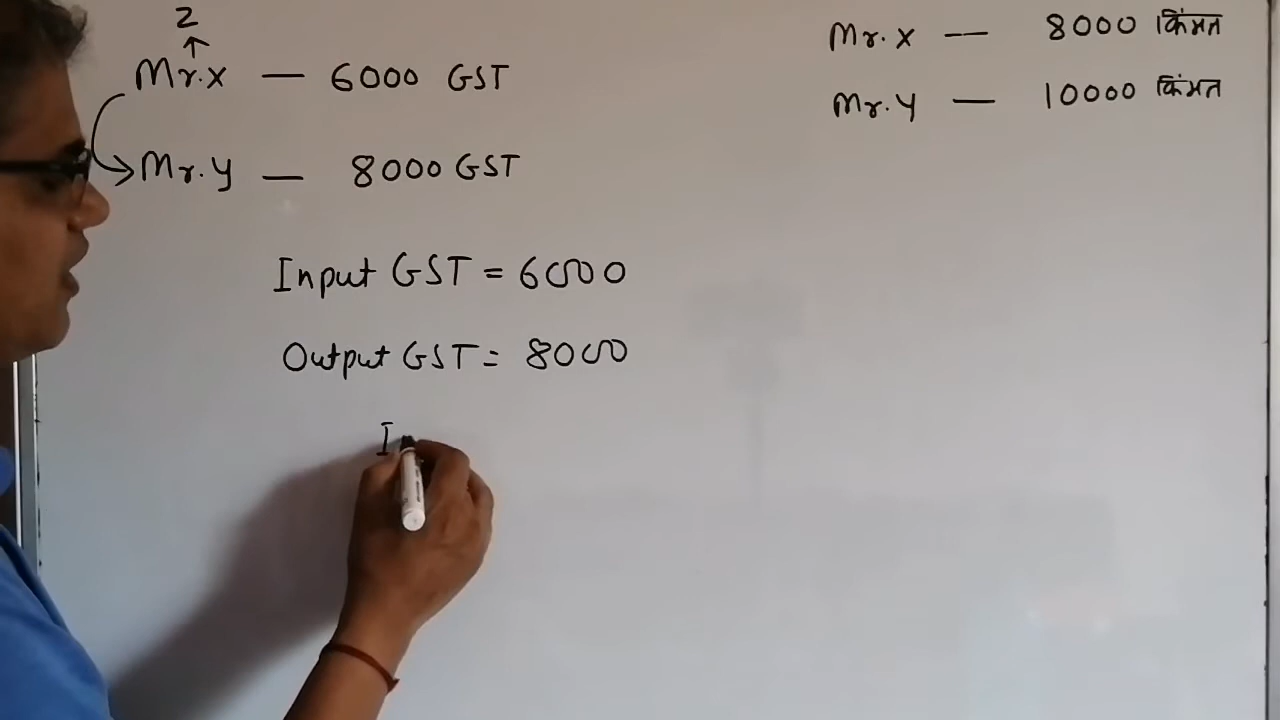 z
↑
Mr. X — 6000 GST
Mr. Y — 8000 GST
Input GST = 6000
Output GST = 8000
I
Mr. X — 8000 किंमत
Mr. Y — 10000 किंमत